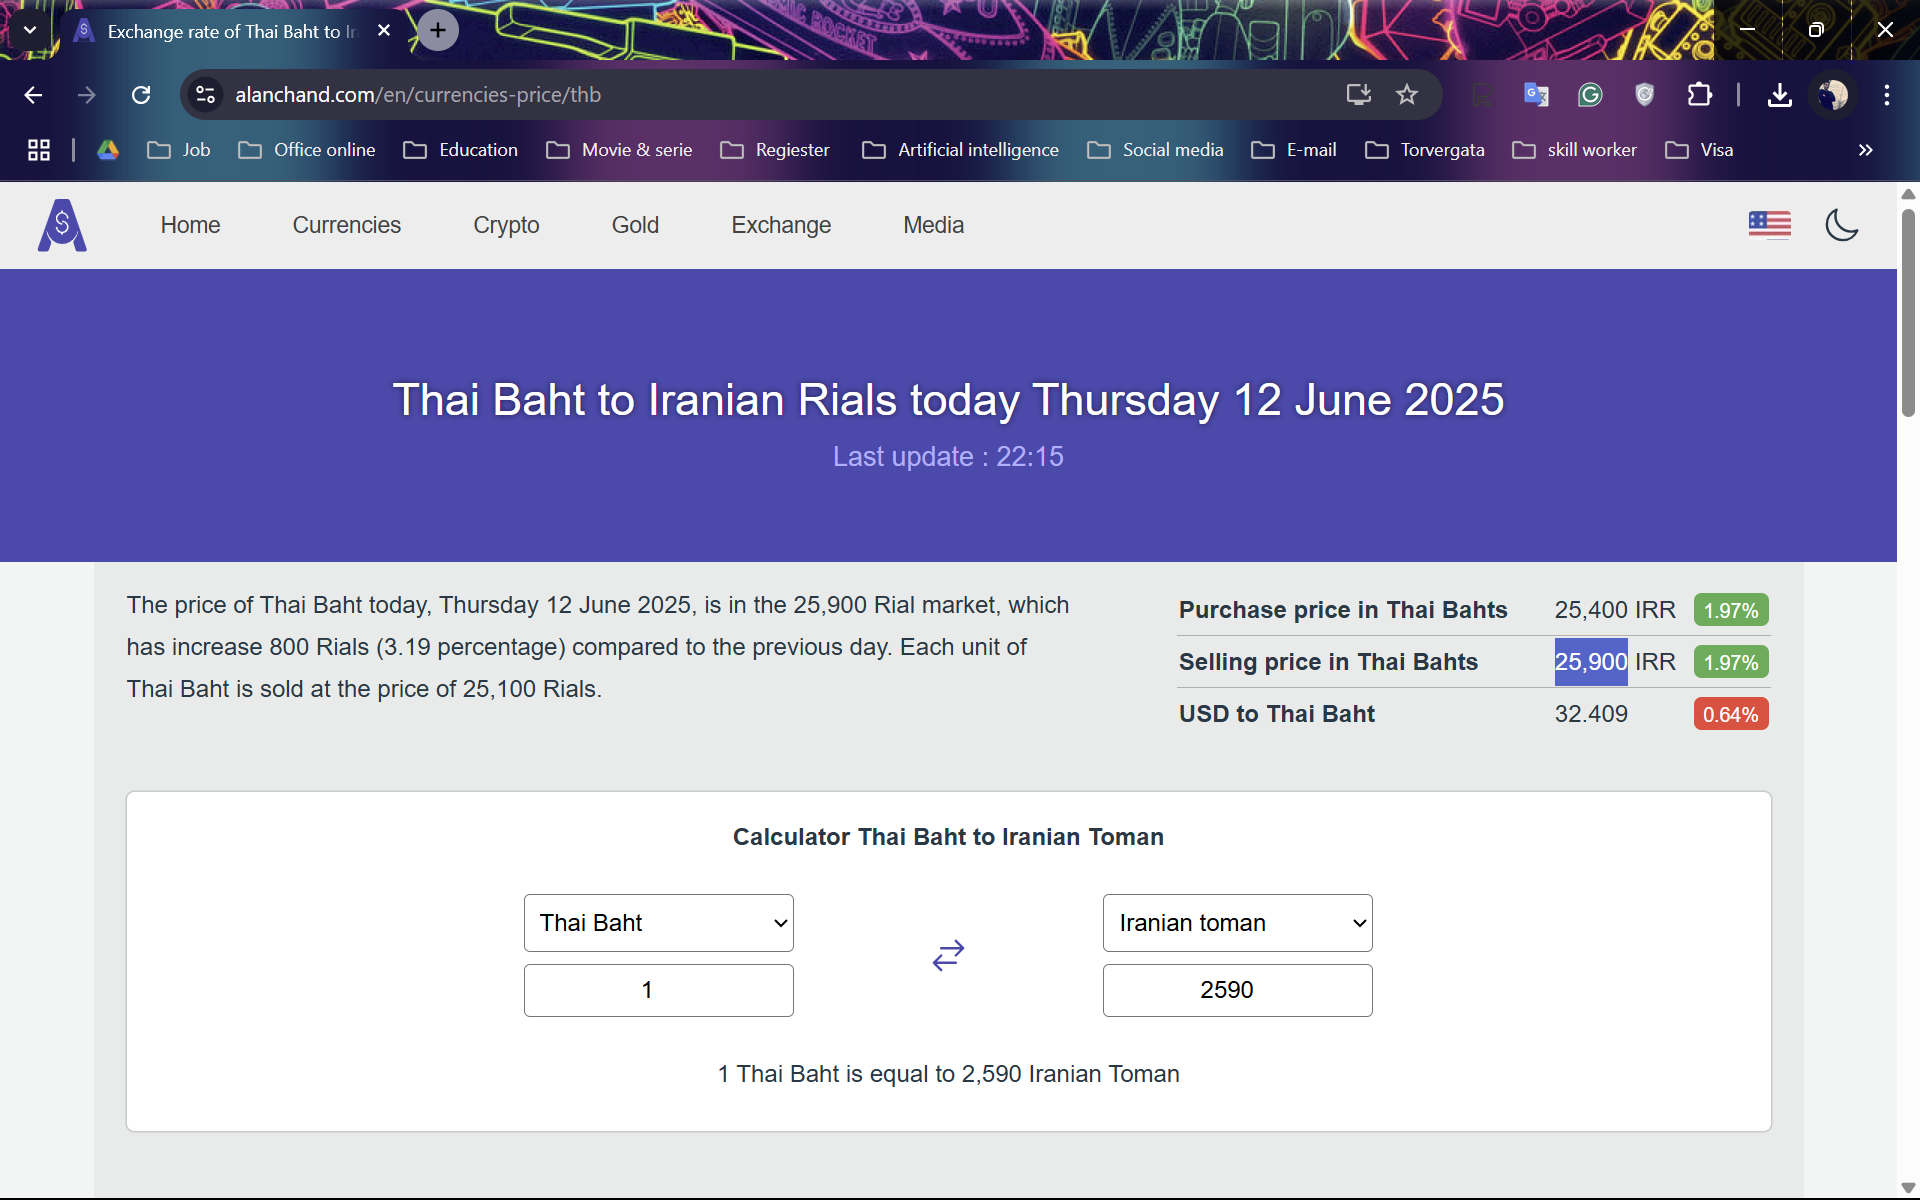 Exchange rate of Thai Baht to Ir
alanchand.com/en/currencies-price/thb
Job
Office online
Education
Movie & serie
Regiester
Artificial intelligence
Social media
E-mail
Torvergata
skill worker
Visa
Home
Currencies
Crypto
Gold
Exchange
Media
Thai Baht to Iranian Rials today Thursday 12 June 2025
Last update : 22:15
The price of Thai Baht today, Thursday 12 June 2025, is in the 25,900 Rial market, which
has increase 800 Rials (3.19 percentage) compared to the previous day. Each unit of
Thai Baht is sold at the price of 25,100 Rials.
Purchase price in Thai Bahts 25,400 IRR 1.97%
Selling price in Thai Bahts 25,900 IRR 1.97%
USD to Thai Baht 32.409 0.64%
Calculator Thai Baht to Iranian Toman
Thai Baht
Iranian toman
1
2590
1 Thai Baht is equal to 2,590 Iranian Toman